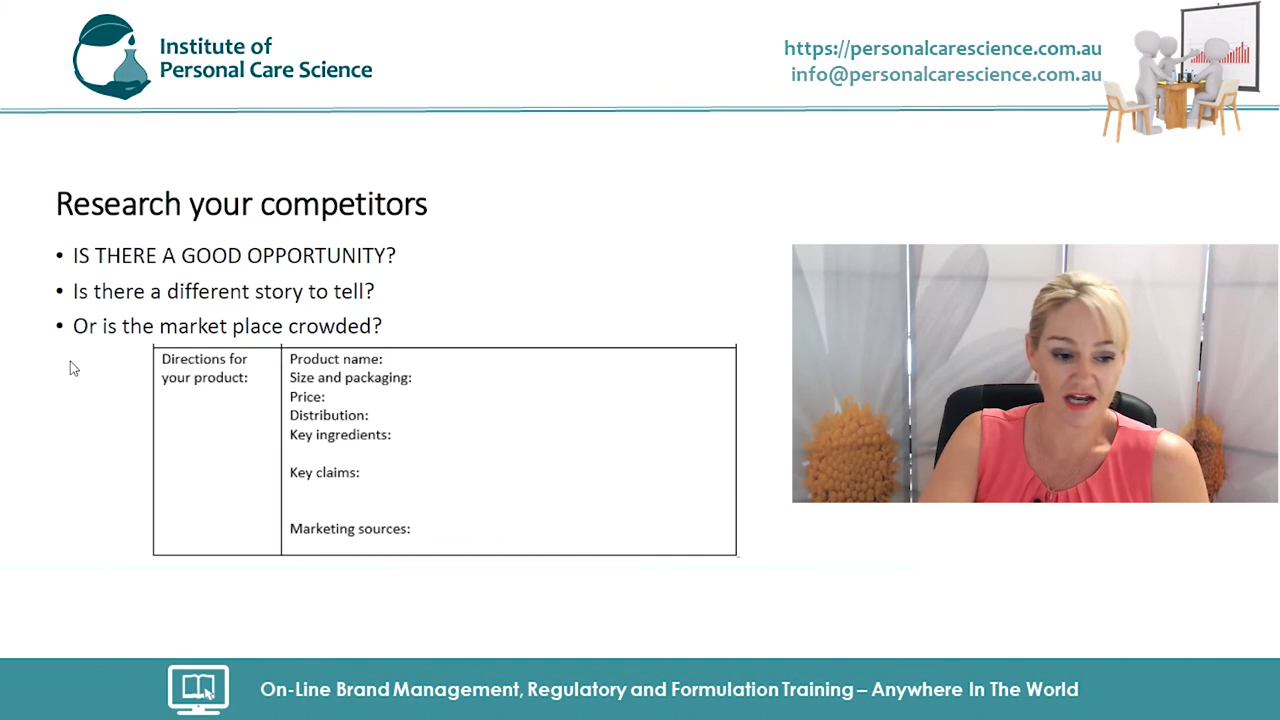 Institute of
Personal Care Science
https://personalcarescience.com.au
info@personalcarescience.com.au
Research your competitors
• IS THERE A GOOD OPPORTUNITY?
• Is there a different story to tell?
• Or is the market place crowded?
Directions for
your product:
Product name:
Size and packaging:
Price:
Distribution:
Key ingredients:
Key claims:
Marketing sources:
On-Line Brand Management, Regulatory and Formulation Training – Anywhere In The World